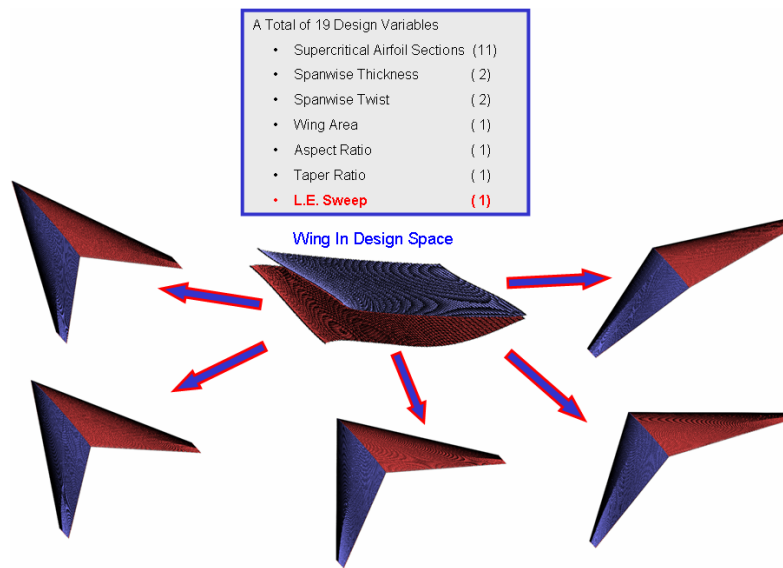 A Total of 19 Design Variables
• Supercritical Airfoil Sections (11)
• Spanwise Thickness ( 2)
• Spanwise Twist ( 2)
• Wing Area ( 1)
• Aspect Ratio ( 1)
• Taper Ratio ( 1)
• L.E. Sweep ( 1)
Wing In Design Space